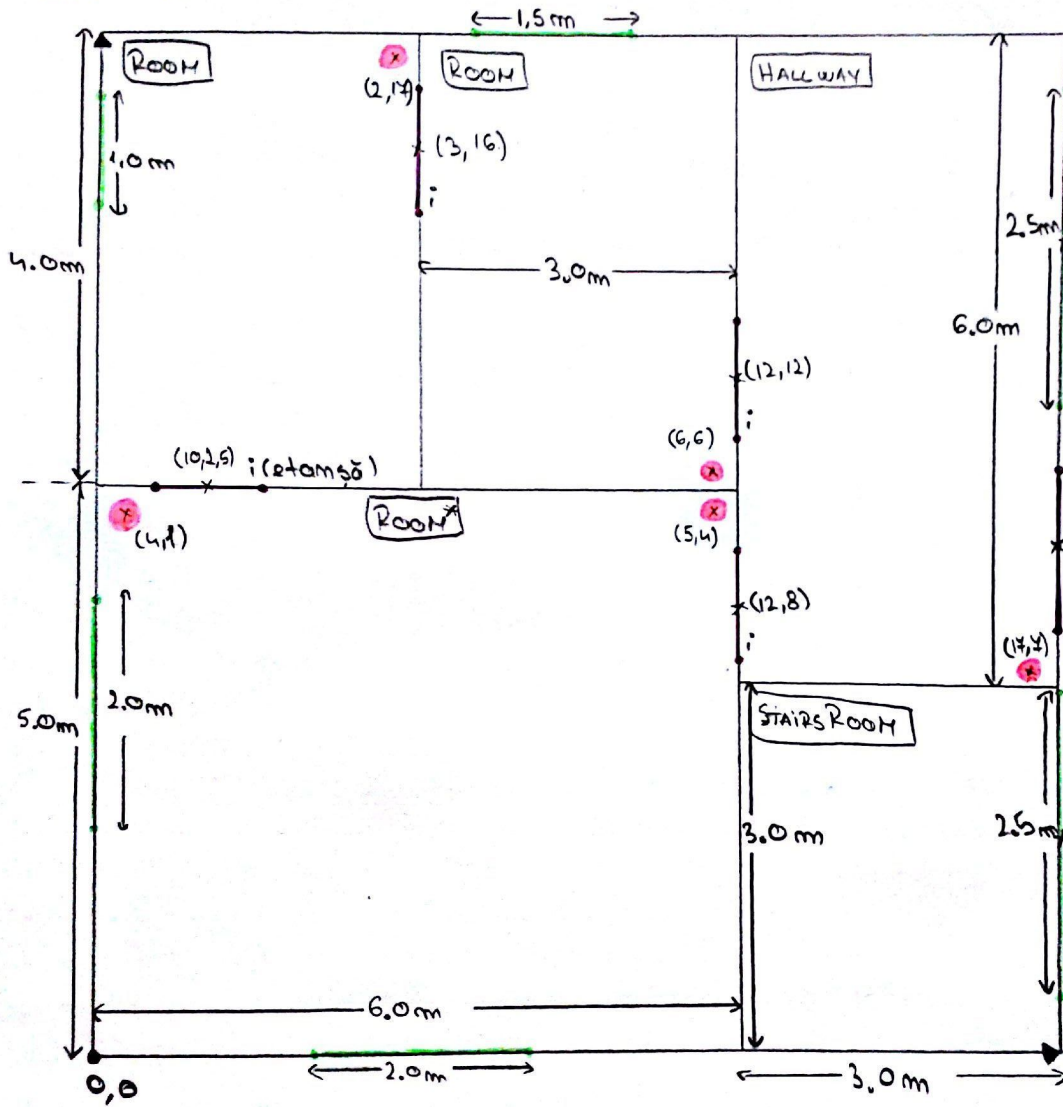 1,5m
ROOM
ROOM
HALLWAY
(2,17)
(3,16)
1,0m
i
2.5m
4.0m
3.0m
6.0m
(12,12)
i
(6,6)
(10,2,5)
i(etanșă)
ROOM*
(4,1)
(5,4)
(12,8)
i
(17,7)
2.0m
5.0m
STAIRS ROOM
3.0m
2.5m
6.0m
0,0
2.0m
3.0m